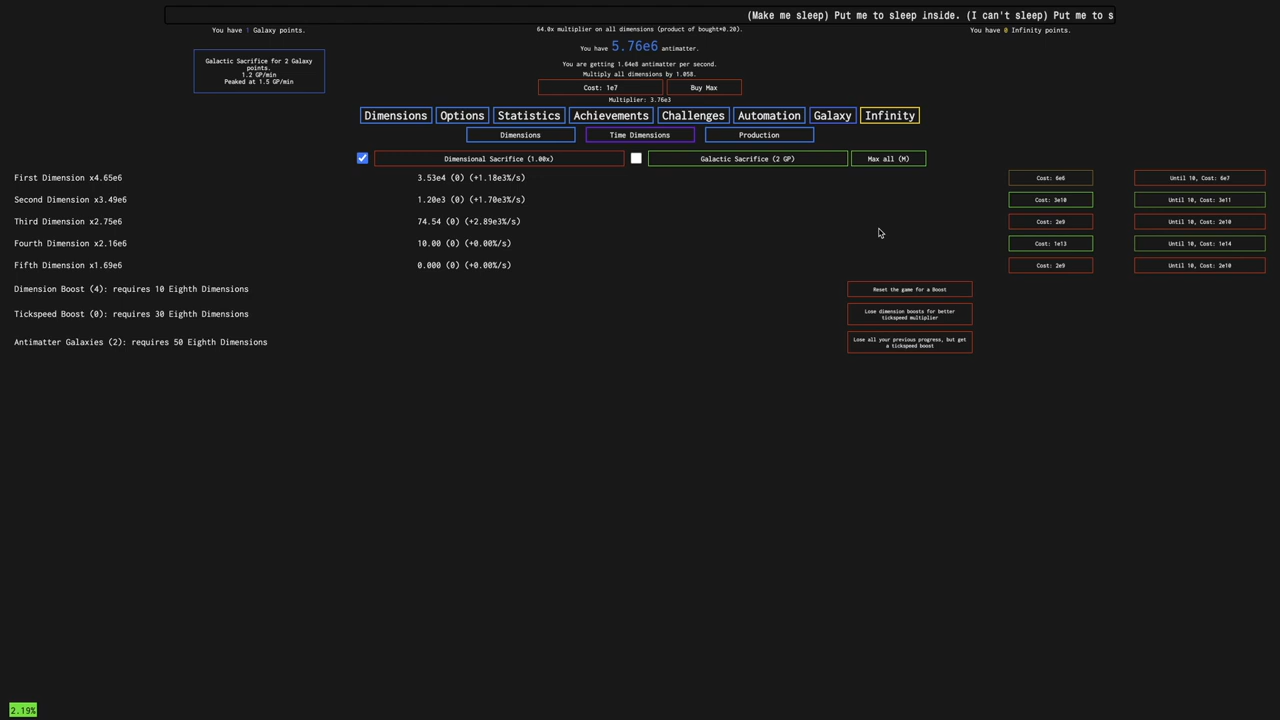 (Make me sleep) Put me to sleep inside. (I can't sleep) Put me to s
You have 1 Galaxy points.
64.0x multiplier on all dimensions (product of bought*0.20).
You have 0 Infinity points.
You have 5.76e6 antimatter.
Galactic Sacrifice for 2 Galaxy
points.
1.2 GP/min
Peaked at 1.5 GP/min
You are getting 1.64e8 antimatter per second.
Multiply all dimensions by 1.058.
Cost: 1e7 Buy Max
Multiplier: 3.76e3
Dimensions Options Statistics Achievements Challenges Automation Galaxy Infinity
Dimensions Time Dimensions Production
Dimensional Sacrifice (1.00x) Galactic Sacrifice (2 GP) Max all (M)
First Dimension x4.65e6 3.53e4 (0) (+1.18e3%/s) Cost: 6e6 Until 10, Cost: 6e7
Second Dimension x3.49e6 1.20e3 (0) (+1.70e3%/s) Cost: 3e10 Until 10, Cost: 3e11
Third Dimension x2.75e6 74.54 (0) (+2.89e3%/s) Cost: 2e9 Until 10, Cost: 2e10
Fourth Dimension x2.16e6 10.00 (0) (+0.00%/s) Cost: 1e13 Until 10, Cost: 1e14
Fifth Dimension x1.69e6 0.000 (0) (+0.00%/s) Cost: 2e9 Until 10, Cost: 2e10
Dimension Boost (4): requires 10 Eighth Dimensions Reset the game for a Boost
Tickspeed Boost (0): requires 30 Eighth Dimensions Lose dimension boosts for better
tickspeed multiplier
Antimatter Galaxies (2): requires 50 Eighth Dimensions Lose all your previous progress, but get
a tickspeed boost
2.19%